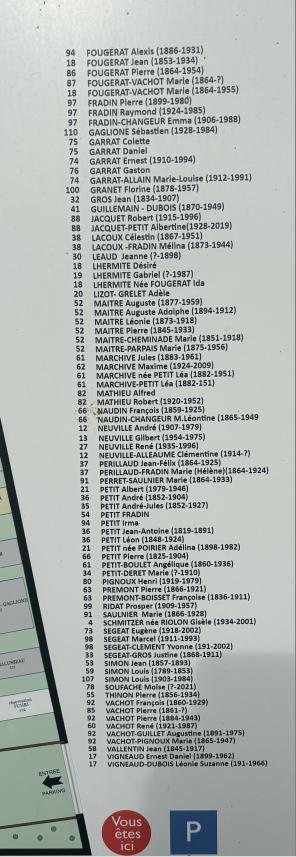 94 FOUGERAT Alexis (1886-1931)
18 FOUGERAT Jean (1853-1934)
86 FOUGERAT Pierre (1864-1954)
87 FOUGERAT-VACHOT Marie (1864-?)
18 FOUGERAT-VACHOT Marie (1864-1955)
97 FRADIN Pierre (1899-1980)
97 FRADIN Raymond (1924-1985)
97 FRADIN-CHANGEUR Emma (1906-1988)
110 GAGLIONE Sébastien (1928-1984)
75 GARRAT Colette
75 GARRAT Daniel
74 GARRAT Ernest (1910-1994)
76 GARRAT Gaston
74 GARRAT-ALLAIN Marie-Louise (1912-1991)
100 GRANET Florine (1878-1957)
32 GROS Jean (1834-1907)
41 GUILLEMAIN - DUBOIS (1870-1949)
88 JACQUET Robert (1915-1996)
88 JACQUET-PETIT Albertine(1928-2019)
38 LACOUX Célestin (1867-1951)
38 LACOUX -FRADIN Mélina (1873-1944)
30 LEAUD Jeanne (?-1898)
18 LHERMITE Désiré
19 LHERMITE Gabriel (?-1987)
18 LHERMITE Née FOUGERAT Ida
20 LIZOT- GRELET Adèle
52 MAITRE Auguste (1877-1959)
52 MAITRE Auguste Adolphe (1894-1912)
52 MAITRE Léonie (1873-1918)
52 MAITRE Pierre (1845-1933)
52 MAITRE-CHEMINADE Marie (1851-1918)
52 MAITRE-PARPAIS Marie (1875-1956)
61 MARCHIVE Jules (1883-1961)
62 MARCHIVE Maxime (1924-2009)
61 MARCHIVE née PETIT Léa (1882-1951)
61 MARCHIVE-PETIT Léa (1882-151)
82 MATHIEU Alfred
82 MATHIEU Robert (1920-1952)
66 NAUDIN François (1859-1925)
66 NAUDIN-CHANGEUR M.Léontine (1865-1949
12 NEUVILLE André (1907-1979)
13 NEUVILLE Gilbert (1954-1975)
27 NEUVILLE René (1935-1996)
12 NEUVILLE-ALLEAUME Clémentine (1914-?)
37 PERILLAUD Jean-Félix (1864-1925)
37 PERILLAUD-FRADIN Marie (Hélène)(1864-1924)
91 PERRET-SAULNIER Marie (1864-1933)
21 PETIT Albert (1979-1946)
36 PETIT André (1852-1904)
35 PETIT André-Jules (1852-1927)
54 PETIT FRADIN
94 PETIT Irma
36 PETIT Jean-Antoine (1819-1891)
36 PETIT Léon (1848-1924)
21 PETIT née POIRIER Adélina (1898-1982)
66 PETIT Pierre (1825-1904)
61 PETIT-BOULET Angélique (1860-1936)
34 PETIT-DERET Marie (?-1910)
80 PIGNOUX Henri (1919-1979)
63 PREMONT Pierre (1866-1921)
63 PREMONT-BOISSET Françoise (1836-1911)
99 RIDAT Prosper (1909-1957)
91 SAULNIER Marie (1866-1928)
4 SCHMITZER née RIOLON Gisèle (1934-2001)
73 SEGEAT Eugène (1918-2002)
98 SEGEAT Marcel (1911-1993)
98 SEGEAT-CLEMENT Yvonne (191-2002)
33 SEGEAT-GROS Justine (1868-1911)
53 SIMON Jean (1857-1893)
59 SIMON Louis (1789-1853)
107 SIMON Louis (1903-1984)
78 SOUFACHE Moïse (?-2021)
55 THINON Pierre (1856-1934)
92 VACHOT François (1860-1929)
85 VACHOT Pierre (1861-?)
92 VACHOT Pierre (1884-1943)
60 VACHOT René (1921-1987)
92 VACHOT-GUILLET Augustine (1891-1975)
92 VACHOT-PIGNOUX Marie (1865-1947)
58 VALLENTIN Jean (1845-1917)
17 VIGNEAUD Ernest Daniel (1899-1962)
17 VIGNEAUD-DUBOIS Léonie Suzanne (191-1966)
GAGLIONE
ENTREE
PARKING
Vous
êtes
ici
P